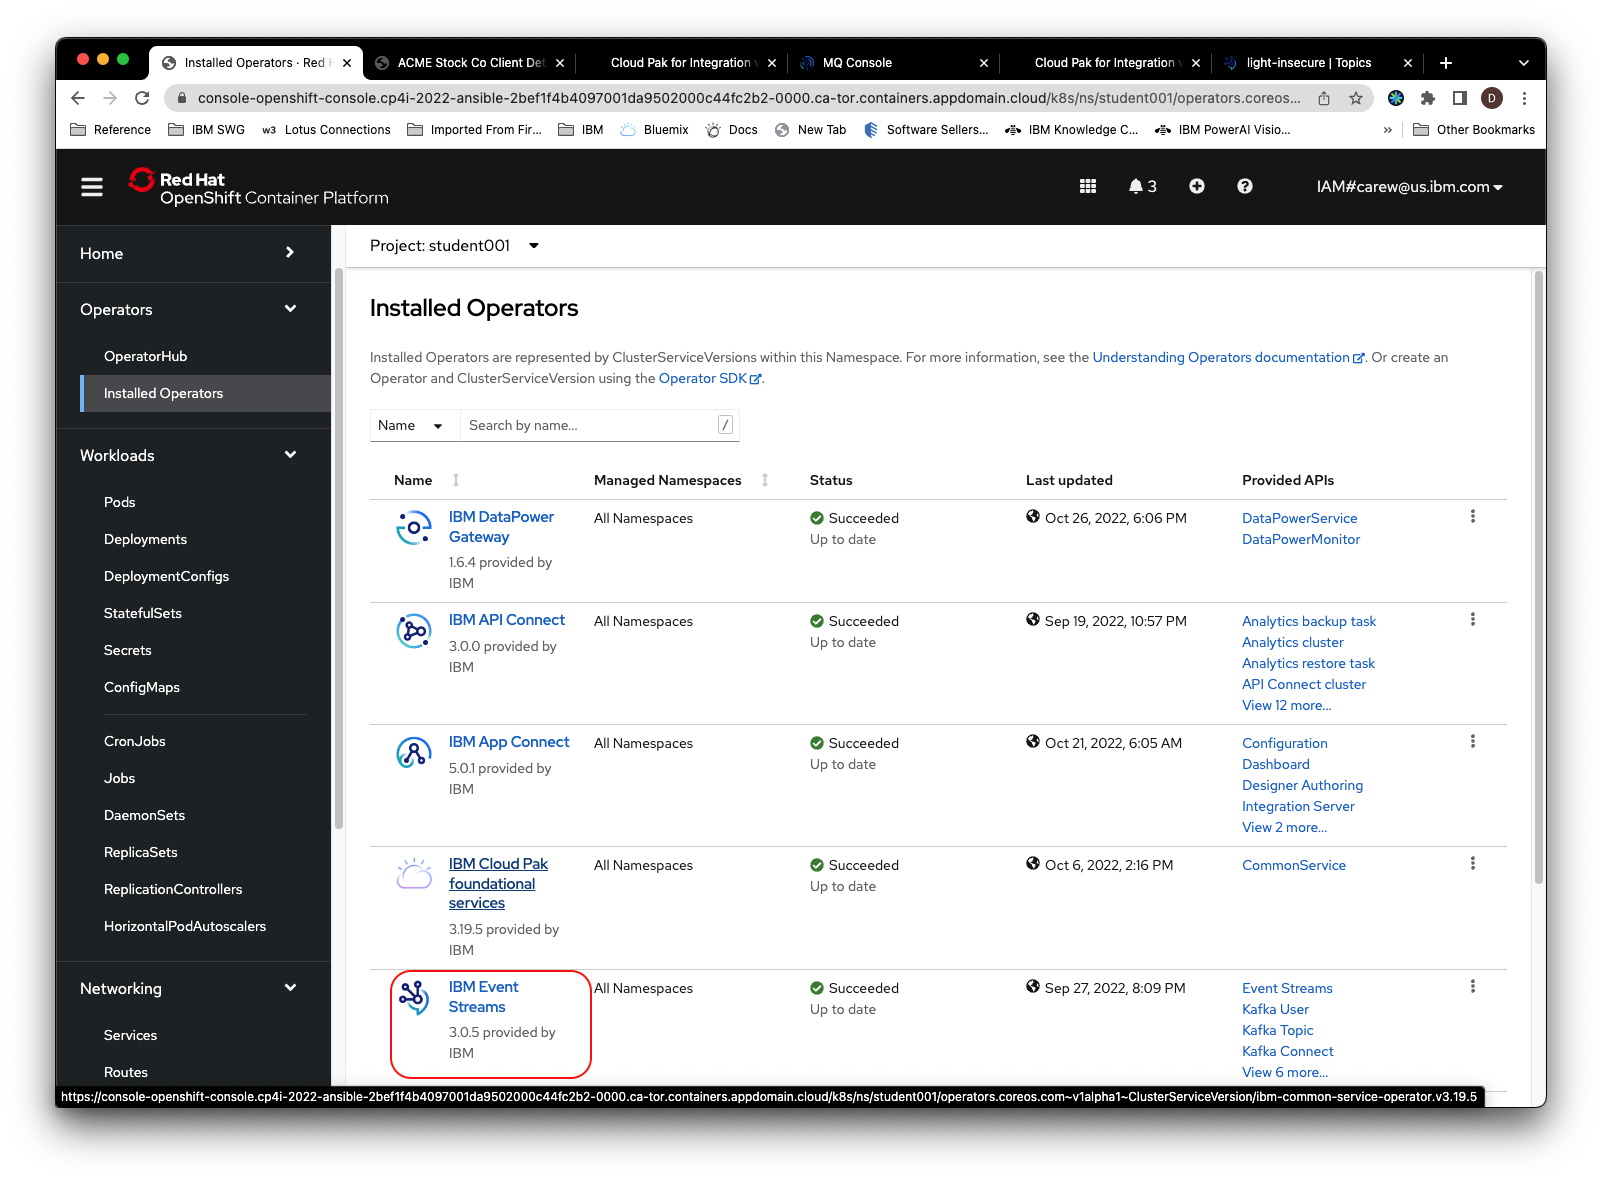 Installed Operators · Red H
ACME Stock Co Client Det
Cloud Pak for Integration
MQ Console
Cloud Pak for Integration
light-insecure | Topics
console-openshift-console.cp4i-2022-ansible-2bef1f4b4097001da9502000c44fc2b2-0000.ca-tor.containers.appdomain.cloud/k8s/ns/student001/operators.coreos...
D
Reference
IBM SWG
w3 Lotus Connections
Imported From Fir...
IBM
Bluemix
Docs
New Tab
Software Sellers...
IBM Knowledge C...
IBM PowerAI Visio...
»
Other Bookmarks
Red Hat
OpenShift Container Platform
3
IAM#carew@us.ibm.com
Home
Operators
OperatorHub
Installed Operators
Workloads
Pods
Deployments
DeploymentConfigs
StatefulSets
Secrets
ConfigMaps
CronJobs
Jobs
DaemonSets
ReplicaSets
ReplicationControllers
HorizontalPodAutoscalers
Networking
Services
Routes
Project: student001
Installed Operators
Installed Operators are represented by ClusterServiceVersions within this Namespace. For more information, see the Understanding Operators documentation. Or create an
Operator and ClusterServiceVersion using the Operator SDK.
Name
Search by name...
/
Name Managed Namespaces Status Last updated Provided APIs
IBM DataPower
Gateway
1.6.4 provided by
IBM
All Namespaces
Succeeded
Up to date
Oct 26, 2022, 6:06 PM
DataPowerService
DataPowerMonitor
IBM API Connect
3.0.0 provided by
IBM
All Namespaces
Succeeded
Up to date
Sep 19, 2022, 10:57 PM
Analytics backup task
Analytics cluster
Analytics restore task
API Connect cluster
View 12 more...
IBM App Connect
5.0.1 provided by
IBM
All Namespaces
Succeeded
Up to date
Oct 21, 2022, 6:05 AM
Configuration
Dashboard
Designer Authoring
Integration Server
View 2 more...
IBM Cloud Pak
foundational
services
3.19.5 provided by
IBM
All Namespaces
Succeeded
Up to date
Oct 6, 2022, 2:16 PM
CommonService
IBM Event
Streams
3.0.5 provided by
IBM
All Namespaces
Succeeded
Up to date
Sep 27, 2022, 8:09 PM
Event Streams
Kafka User
Kafka Topic
Kafka Connect
View 6 more...
https://console-openshift-console.cp4i-2022-ansible-2bef1f4b4097001da9502000c44fc2b2-0000.ca-tor.containers.appdomain.cloud/k8s/ns/student001/operators.coreos.com~v1alpha1~ClusterServiceVersion/ibm-common-service-operator.v3.19.5